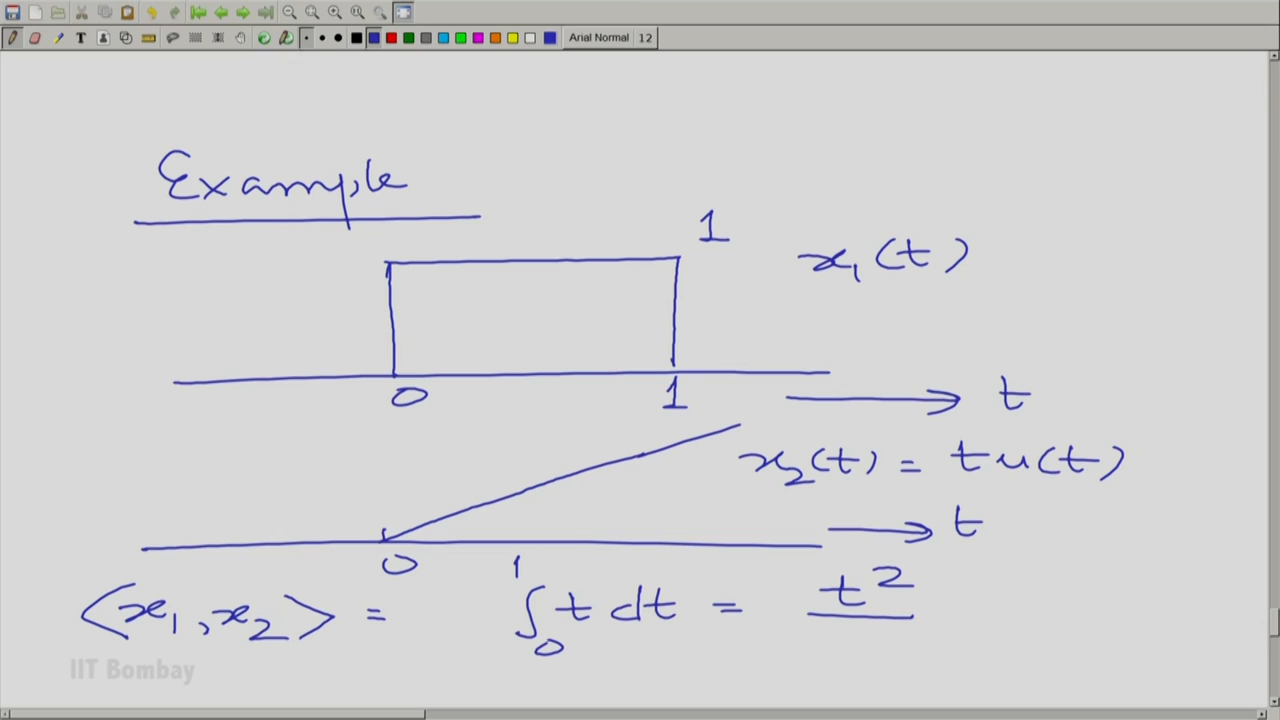 Arial Normal 12
Example
1
x₁(t)
0 1 t
x₂(t) = t u(t)
t
0
⟨x₁, x₂⟩ = ∫₀¹ t dt = t²
IIT Bombay